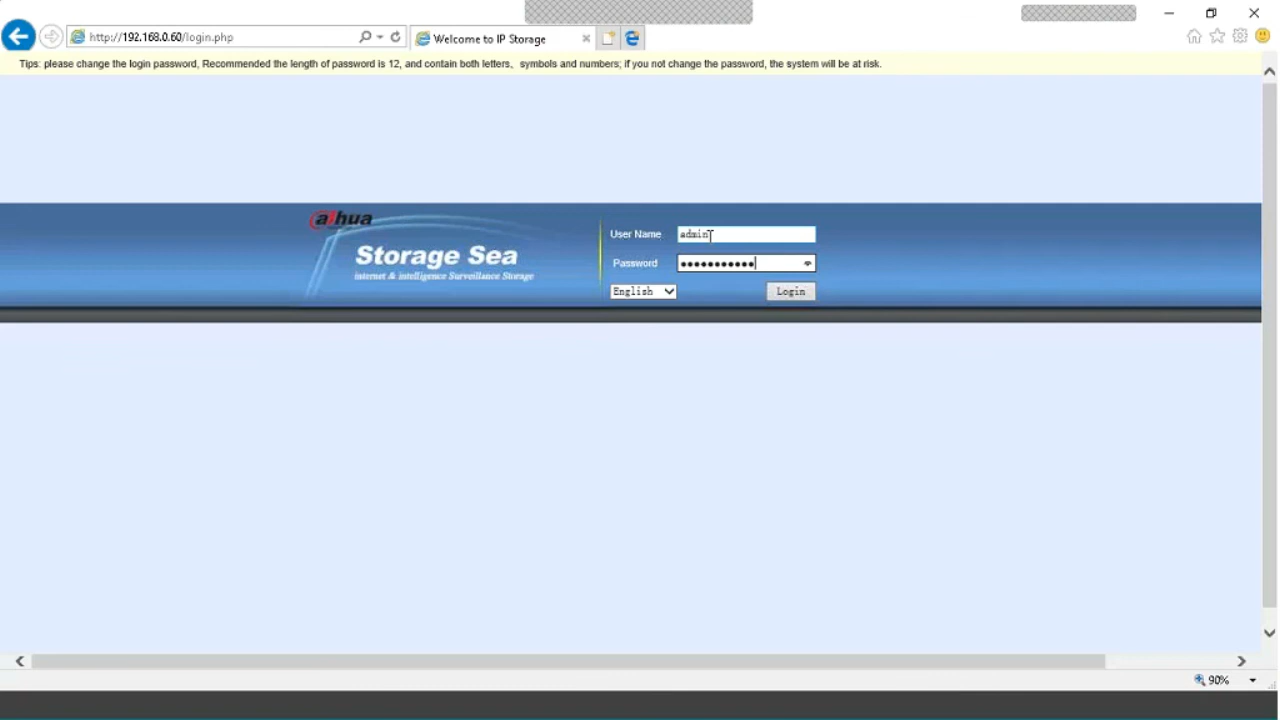 http://192.168.0.60/login.php
Welcome to IP Storage
Tips: please change the login password, Recommended the length of password is 12, and contain both letters、symbols and numbers; if you not change the password, the system will be at risk.
alhua
Storage Sea
internet & intelligence Surveillance Storage
User Name
admin
Password
English
Login
90%